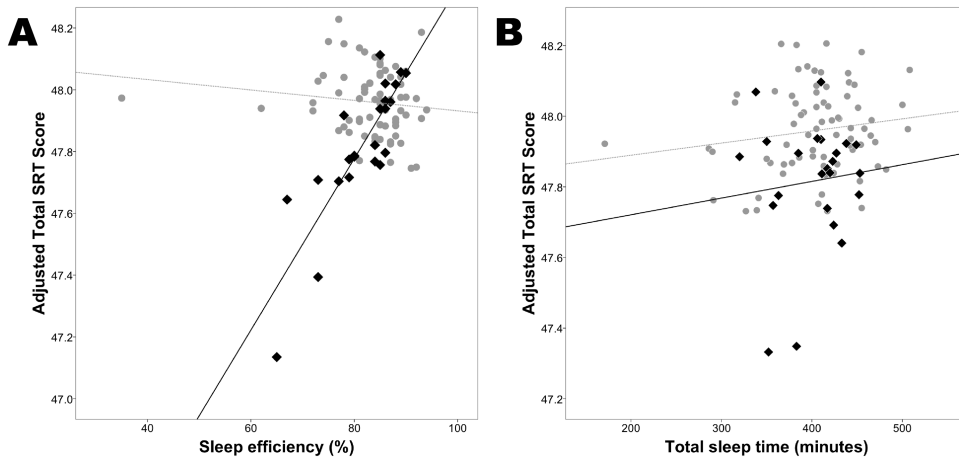 A
Adjusted Total SRT Score
48.2
48.0
47.8
47.6
47.4
47.2
47.0
40 60 80 100
Sleep efficiency (%)
B
Adjusted Total SRT Score
48.2
48.0
47.8
47.6
47.4
47.2
200 300 400 500
Total sleep time (minutes)